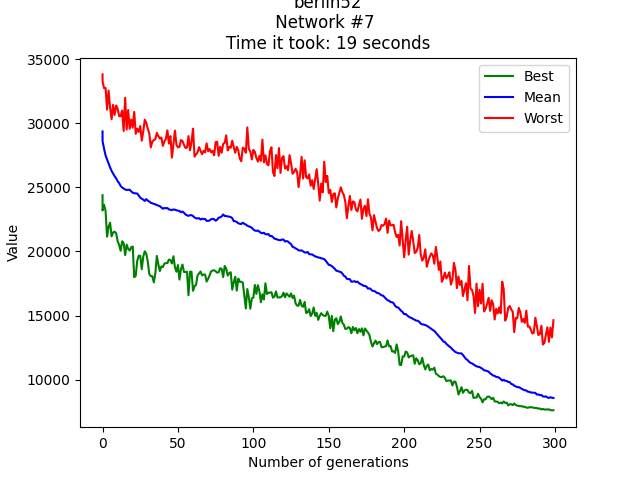 berlin52
Network #7
Time it took: 19 seconds
35000
30000
25000
20000
15000
10000
Value
Best
Mean
Worst
0
50
100
150
200
250
300
Number of generations